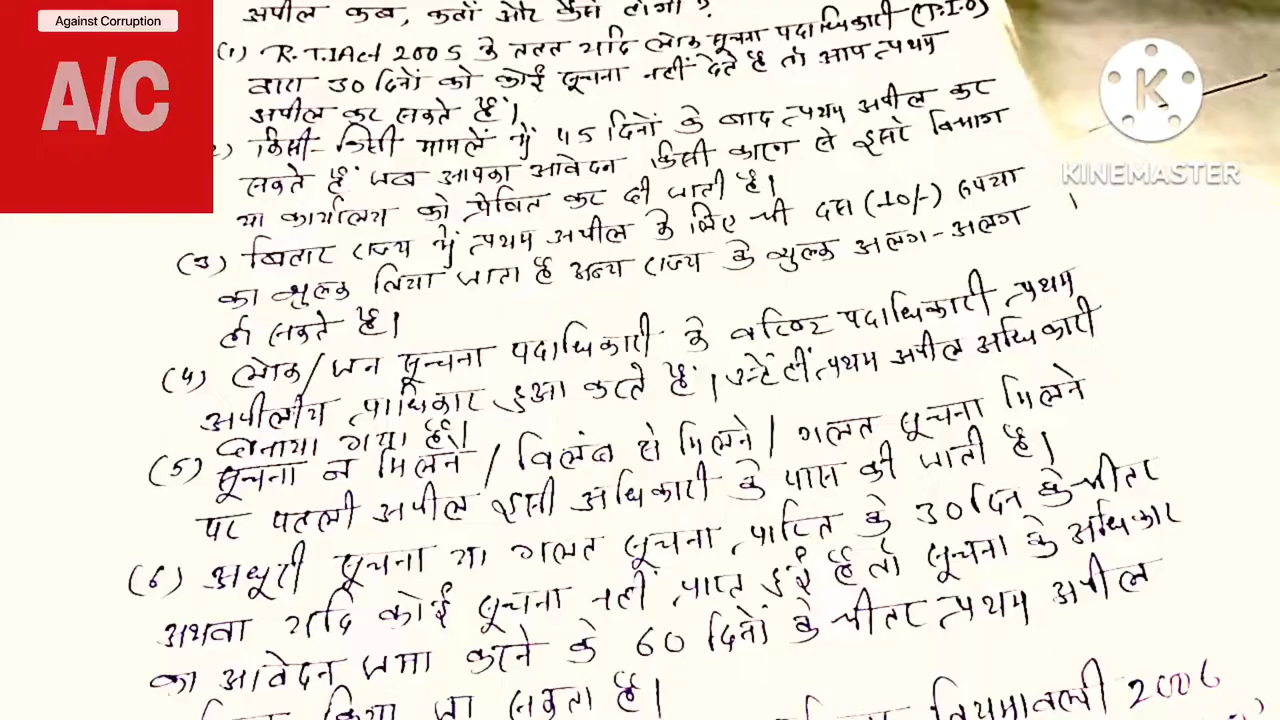 Against Corruption
A/C
KINEMASTER
अपील कब, कहाँ और कैसे होगा?
(1) R.T.I Act 2005 के तहत यदि लोक सूचना पदाधिकारी (P.I.O)
द्वारा 30 दिनों को कोई सूचना नहीं देते है तो आप प्रथम
अपील कर सकते हैं।
2) किसी-किसी मामलें में 45 दिनों के बाद प्रथम अपील कर
सकते हैं जब आपका आवेदन किसी कारण से दूसरे विभाग
या कार्यालय को प्रेषित कर दी जाती है।
(3) बिहार राज्य में प्रथम अपील के लिए भी दस (10/-) रुपया
का शुल्क लिया जाता है अन्य राज्य के शुल्क अलग-अलग
हो सकते हैं।
(4) लोक/जन सूचना पदाधिकारी के वरिष्ठ पदाधिकारी प्रथम
अपीलीय प्राधिकार हुआ करते हैं। उन्हें हीं प्रथम अपील अधिकारी
बनाया गया है।
(5) सूचना न मिलने / विलंब से मिलने / गलत सूचना मिलने
पर पहली अपील इसी अधिकारी के पास की जाती है।
(6) अधूरी सूचना या गलत सूचना प्राप्ति के 30 दिन के भीतर
अथवा यदि कोई सूचना नहीं प्राप्त हुई है तो सूचना के अधिकार
का आवेदन जमा करने के 60 दिनों के भीतर प्रथम अपील
किया जा सकता है।
नियमावली 2006